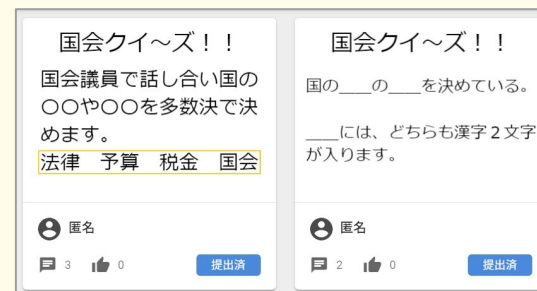 国会クイ～ズ！！
国会議員で話し合い国の
〇〇や〇〇を多数決で決
めます。
法律　予算　税金　国会
匿名
3 0 提出済
国会クイ～ズ！！
国の___の___を決めている。
___には、どちらも漢字２文字
が入ります。
匿名
2 0 提出済